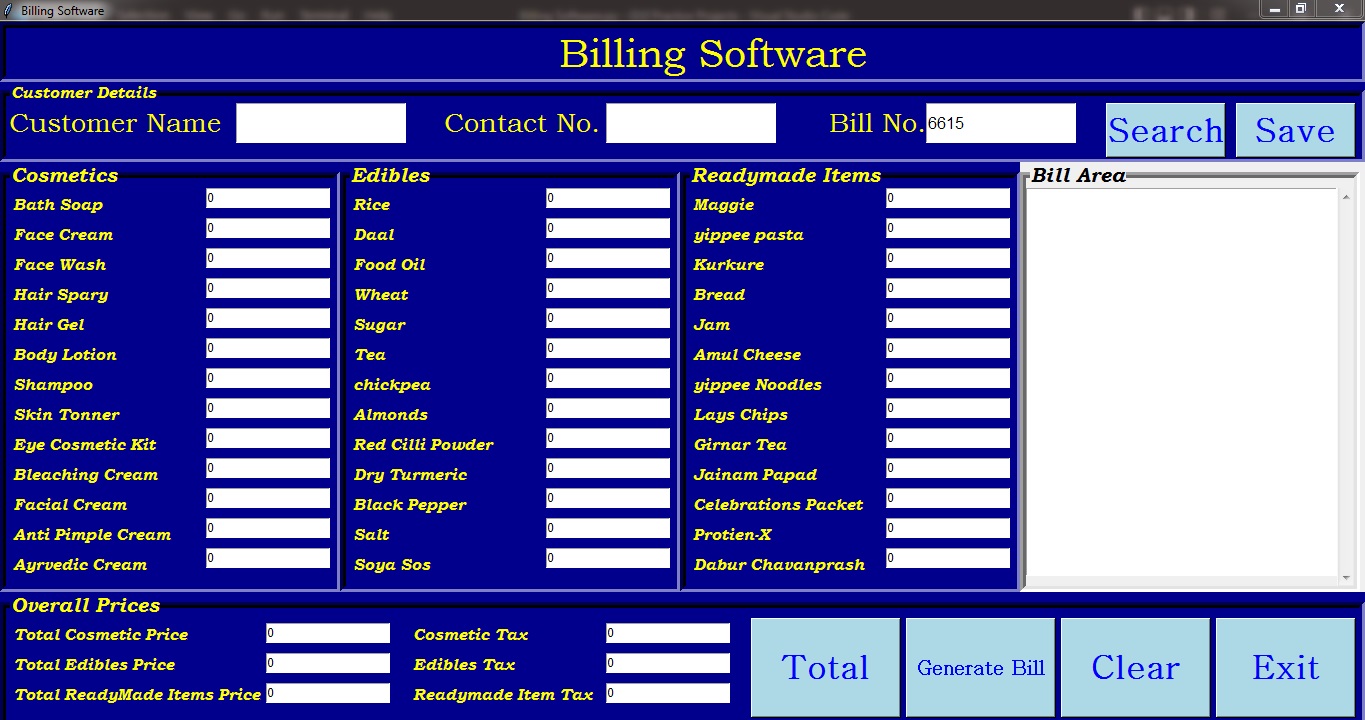 Billing Software
Billing Software
Customer Details
Customer Name
Contact No.
Bill No. 6615
Search
Save
Cosmetics
Bath Soap 0
Face Cream 0
Face Wash 0
Hair Spary 0
Hair Gel 0
Body Lotion 0
Shampoo 0
Skin Tonner 0
Eye Cosmetic Kit 0
Bleaching Cream 0
Facial Cream 0
Anti Pimple Cream 0
Ayrvedic Cream 0
Edibles
Rice 0
Daal 0
Food Oil 0
Wheat 0
Sugar 0
Tea 0
chickpea 0
Almonds 0
Red Cilli Powder 0
Dry Turmeric 0
Black Pepper 0
Salt 0
Soya Sos 0
Readymade Items
Maggie 0
yippee pasta 0
Kurkure 0
Bread 0
Jam 0
Amul Cheese 0
yippee Noodles 0
Lays Chips 0
Girnar Tea 0
Jainam Papad 0
Celebrations Packet 0
Protien-X 0
Dabur Chavanprash 0
Bill Area
Overall Prices
Total Cosmetic Price 0
Total Edibles Price 0
Total ReadyMade Items Price 0
Cosmetic Tax 0
Edibles Tax 0
Readymade Item Tax 0
Total
Generate Bill
Clear
Exit